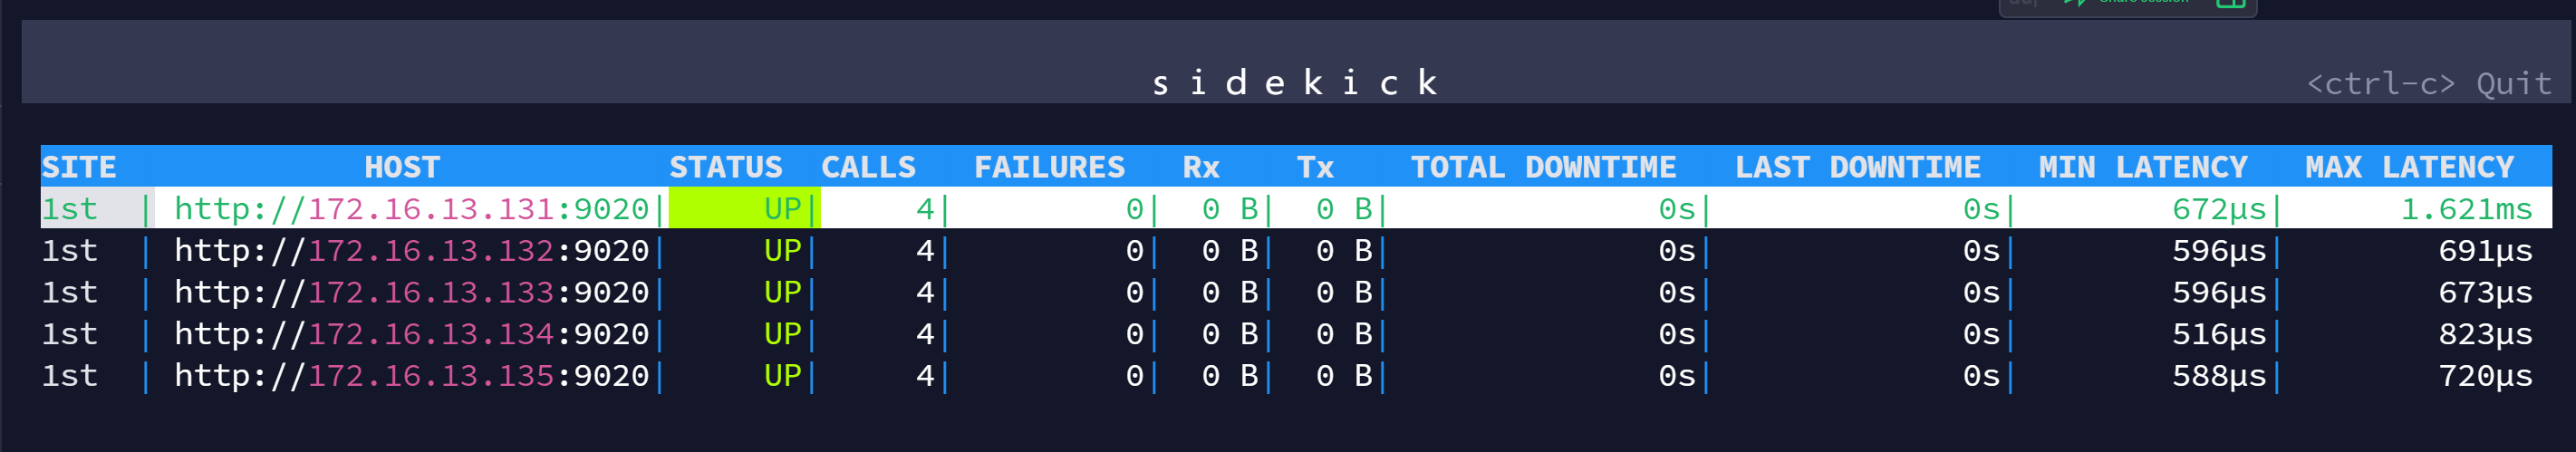 Share session
s i d e k i c k <ctrl-c> Quit
SITE HOST STATUS CALLS FAILURES Rx Tx TOTAL DOWNTIME LAST DOWNTIME MIN LATENCY MAX LATENCY
1st | http://172.16.13.131:9020| UP| 4| 0| 0 B| 0 B| 0s| 0s| 672µs| 1.621ms
1st | http://172.16.13.132:9020| UP| 4| 0| 0 B| 0 B| 0s| 0s| 596µs| 691µs
1st | http://172.16.13.133:9020| UP| 4| 0| 0 B| 0 B| 0s| 0s| 596µs| 673µs
1st | http://172.16.13.134:9020| UP| 4| 0| 0 B| 0 B| 0s| 0s| 516µs| 823µs
1st | http://172.16.13.135:9020| UP| 4| 0| 0 B| 0 B| 0s| 0s| 588µs| 720µs